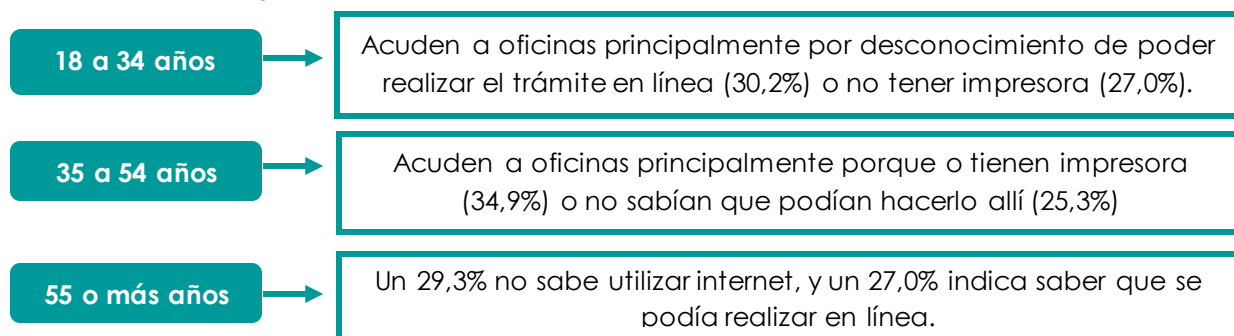 18 a 34 años
Acuden a oficinas principalmente por desconocimiento de poder
realizar el trámite en línea (30,2%) o no tener impresora (27,0%).
35 a 54 años
Acuden a oficinas principalmente porque o tienen impresora
(34,9%) o no sabían que podían hacerlo allí (25,3%)
55 o más años
Un 29,3% no sabe utilizar internet, y un 27,0% indica saber que se
podía realizar en línea.